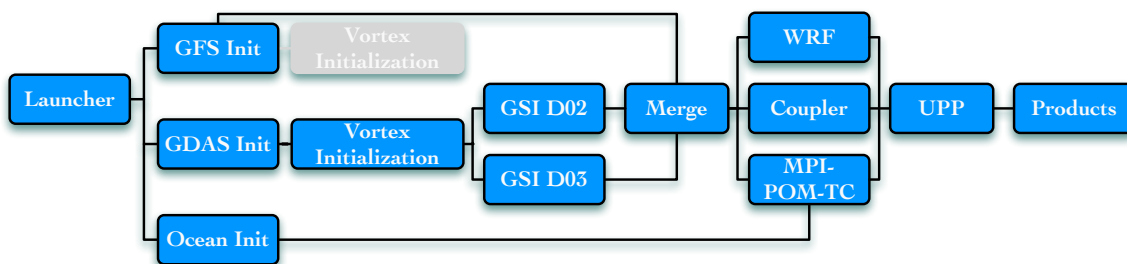 Launcher
GFS Init
Vortex
Initialization
GDAS Init
Vortex
Initialization
Ocean Init
GSI D02
GSI D03
Merge
WRF
Coupler
MPI-
POM-TC
UPP
Products